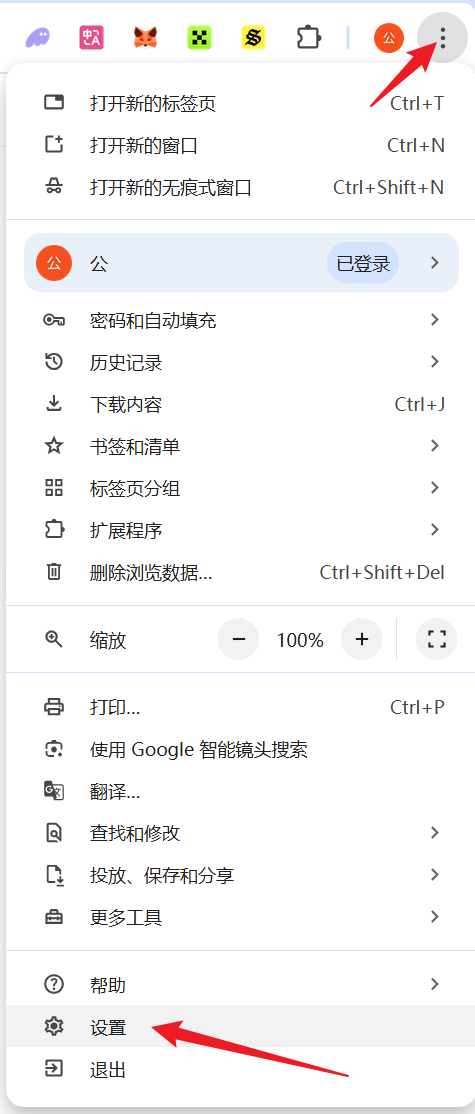 中 A
公
打开新的标签页 Ctrl+T
打开新的窗口 Ctrl+N
打开新的无痕式窗口 Ctrl+Shift+N
公 公 已登录
密码和自动填充
历史记录
下载内容 Ctrl+J
书签和清单
标签页分组
扩展程序
删除浏览数据... Ctrl+Shift+Del
缩放 − 100% +
打印... Ctrl+P
使用 Google 智能镜头搜索
翻译...
查找和修改
投放、保存和分享
更多工具
帮助
设置
退出